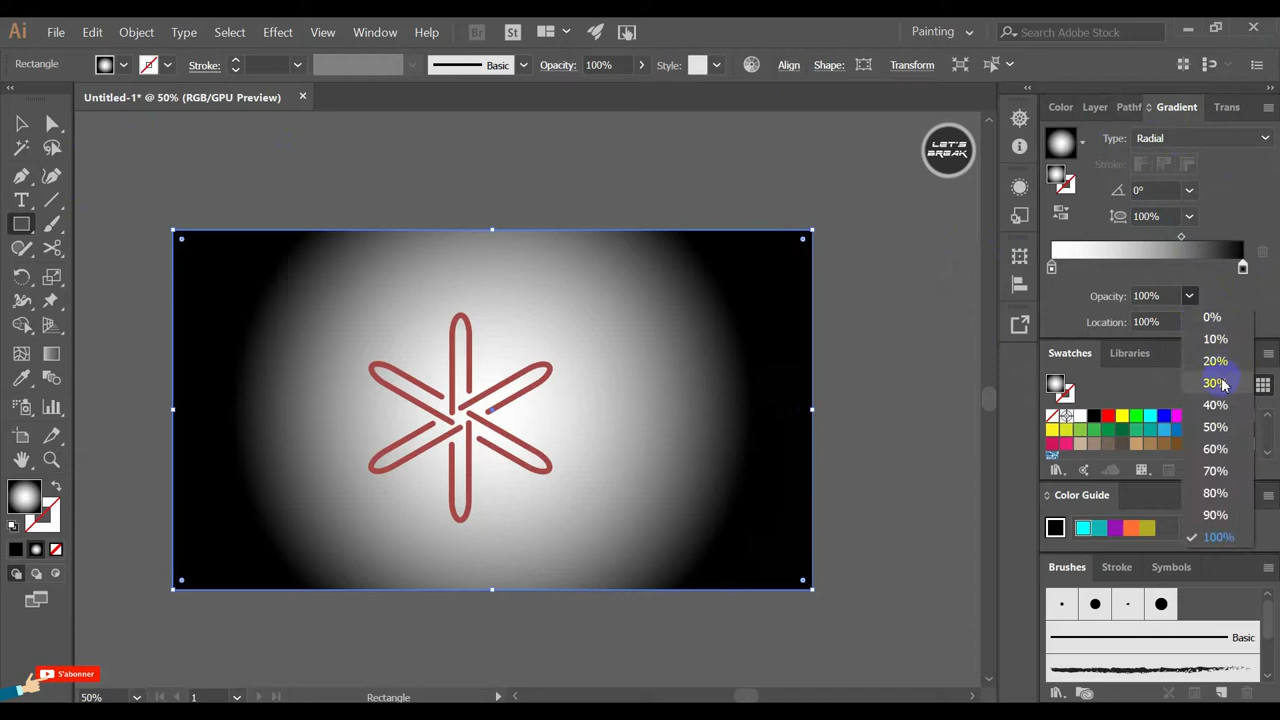 Ai File Edit Object Type Select Effect View Window Help Br St Painting Search Adobe Stock
Rectangle Stroke: Basic Opacity: 100% Style: Align Shape: Transform
Untitled-1* @ 50% (RGB/GPU Preview)
Color Layer Pathf Gradient Trans
LET'S
BREAK
Type: Radial
Stroke:
0°
100%
Opacity: 100%
Location: 100%
0%
10%
20%
30%
40%
50%
60%
70%
80%
90%
100%
Swatches Libraries
Color Guide
Brushes Stroke Symbols
Basic
S'abonner
50% 1 Rectangle